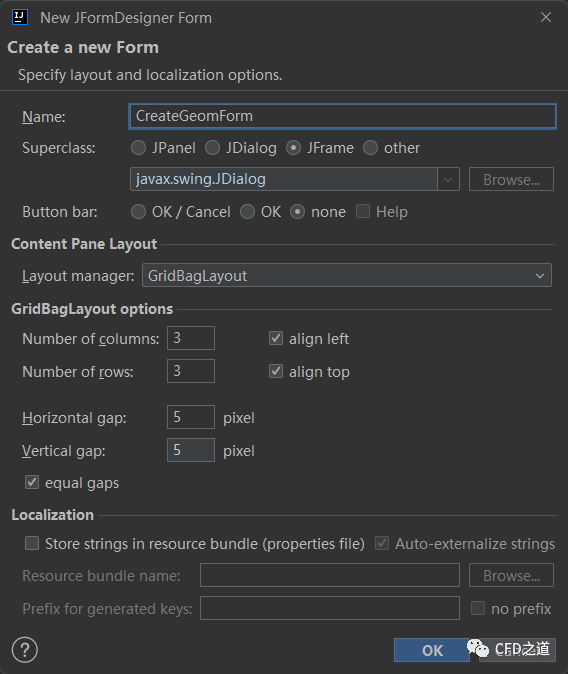 New JFormDesigner Form
Create a new Form
Specify layout and localization options.
Name: CreateGeomForm
Superclass: JPanel JDialog JFrame other
javax.swing.JDialog Browse...
Button bar: OK / Cancel OK none Help
Content Pane Layout
Layout manager: GridBagLayout
GridBagLayout options
Number of columns: 3 align left
Number of rows: 3 align top
Horizontal gap: 5 pixel
Vertical gap: 5 pixel
equal gaps
Localization
Store strings in resource bundle (properties file) Auto-externalize strings
Resource bundle name: Browse...
Prefix for generated keys: no prefix
? OK CFD之道